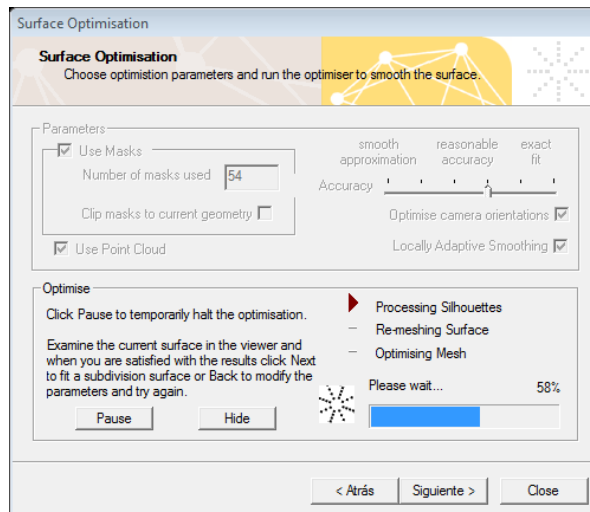 Surface Optimisation
Surface Optimisation
Choose optimistion parameters and run the optimiser to smooth the surface.
Parameters
Use Masks
Number of masks used 54
Clip masks to current geometry
Use Point Cloud
smooth approximation
reasonable accuracy
exact fit
Accuracy
Optimise camera orientations
Locally Adaptive Smoothing
Optimise
Click Pause to temporarily halt the optimisation.
Examine the current surface in the viewer and
when you are satisfied with the results click Next
to fit a subdivision surface or Back to modify the
parameters and try again.
Pause Hide
Processing Silhouettes
Re-meshing Surface
Optimising Mesh
Please wait... 58%
< Atrás Siguiente > Close